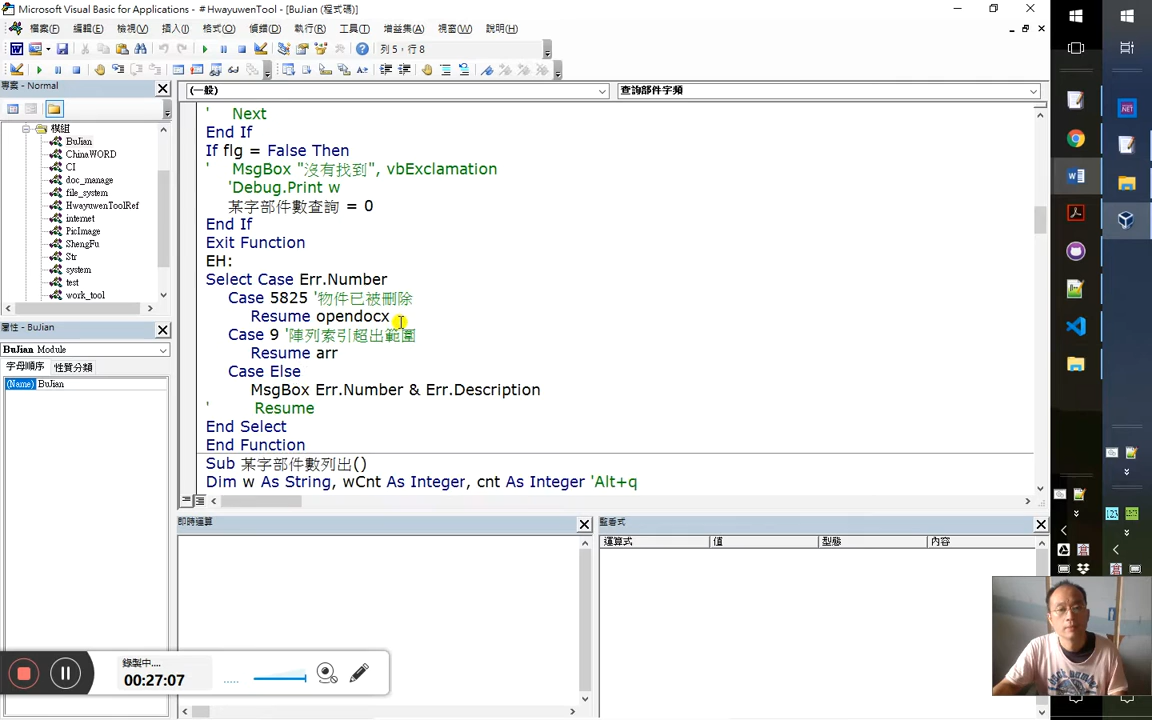 Microsoft Visual Basic for Applications - # HwayuwenTool - [BuJian (程式碼)]
檔案(F) 編輯(E) 檢視(V) 插入(I) 格式(O) 偵錯(D) 執行(R) 工具(T) 增益集(A) 視窗(W) 說明(H)
列 5，行 8
專案 - Normal
(一般)
查詢部件字頻
模組
BuJian
ChinaWORD
CI
doc_manage
file_system
HwayuwenToolRef
internet
PicImage
ShengFu
Str
system
test
work_tool
屬性 - BuJian
BuJian Module
字母順序 性質分類
(Name) BuJian
' Next
End If
If flg = False Then
' MsgBox "沒有找到", vbExclamation
'Debug.Print w
某字部件數查詢 = 0
End If
Exit Function
EH:
Select Case Err.Number
Case 5825 '物件已被刪除
Resume opendocx
Case 9 '陣列索引超出範圍
Resume arr
Case Else
MsgBox Err.Number & Err.Description
' Resume
End Select
End Function
Sub 某字部件數列出()
Dim w As String, wCnt As Integer, cnt As Integer 'Alt+q
即時運算
監看式
運算式 值 型態 內容
錄製中....
00:27:07